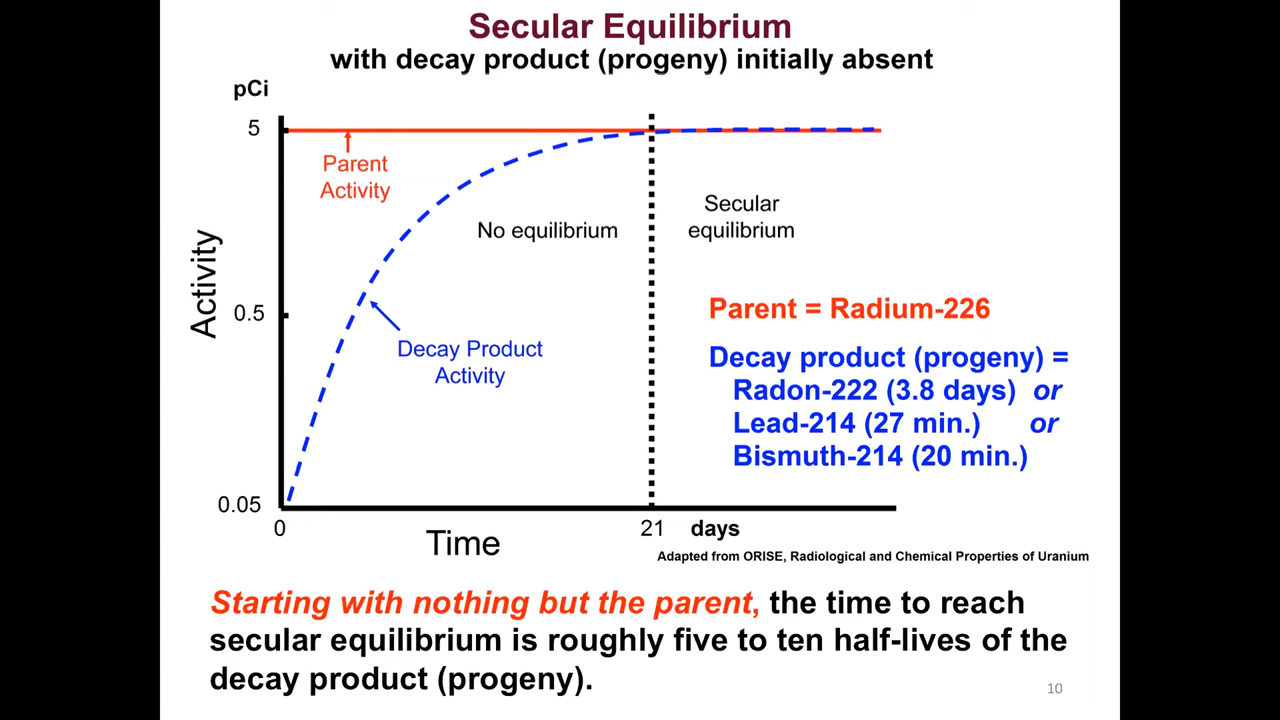 Secular Equilibrium
with decay product (progeny) initially absent
pCi
5
Parent
Activity
No equilibrium
Secular
equilibrium
Activity
0.5
Decay Product
Activity
Parent = Radium-226
Decay product (progeny) =
Radon-222 (3.8 days) or
Lead-214 (27 min.) or
Bismuth-214 (20 min.)
0.05
0
21 days
Time
Adapted from ORISE, Radiological and Chemical Properties of Uranium
Starting with nothing but the parent, the time to reach
secular equilibrium is roughly five to ten half-lives of the
decay product (progeny).
10